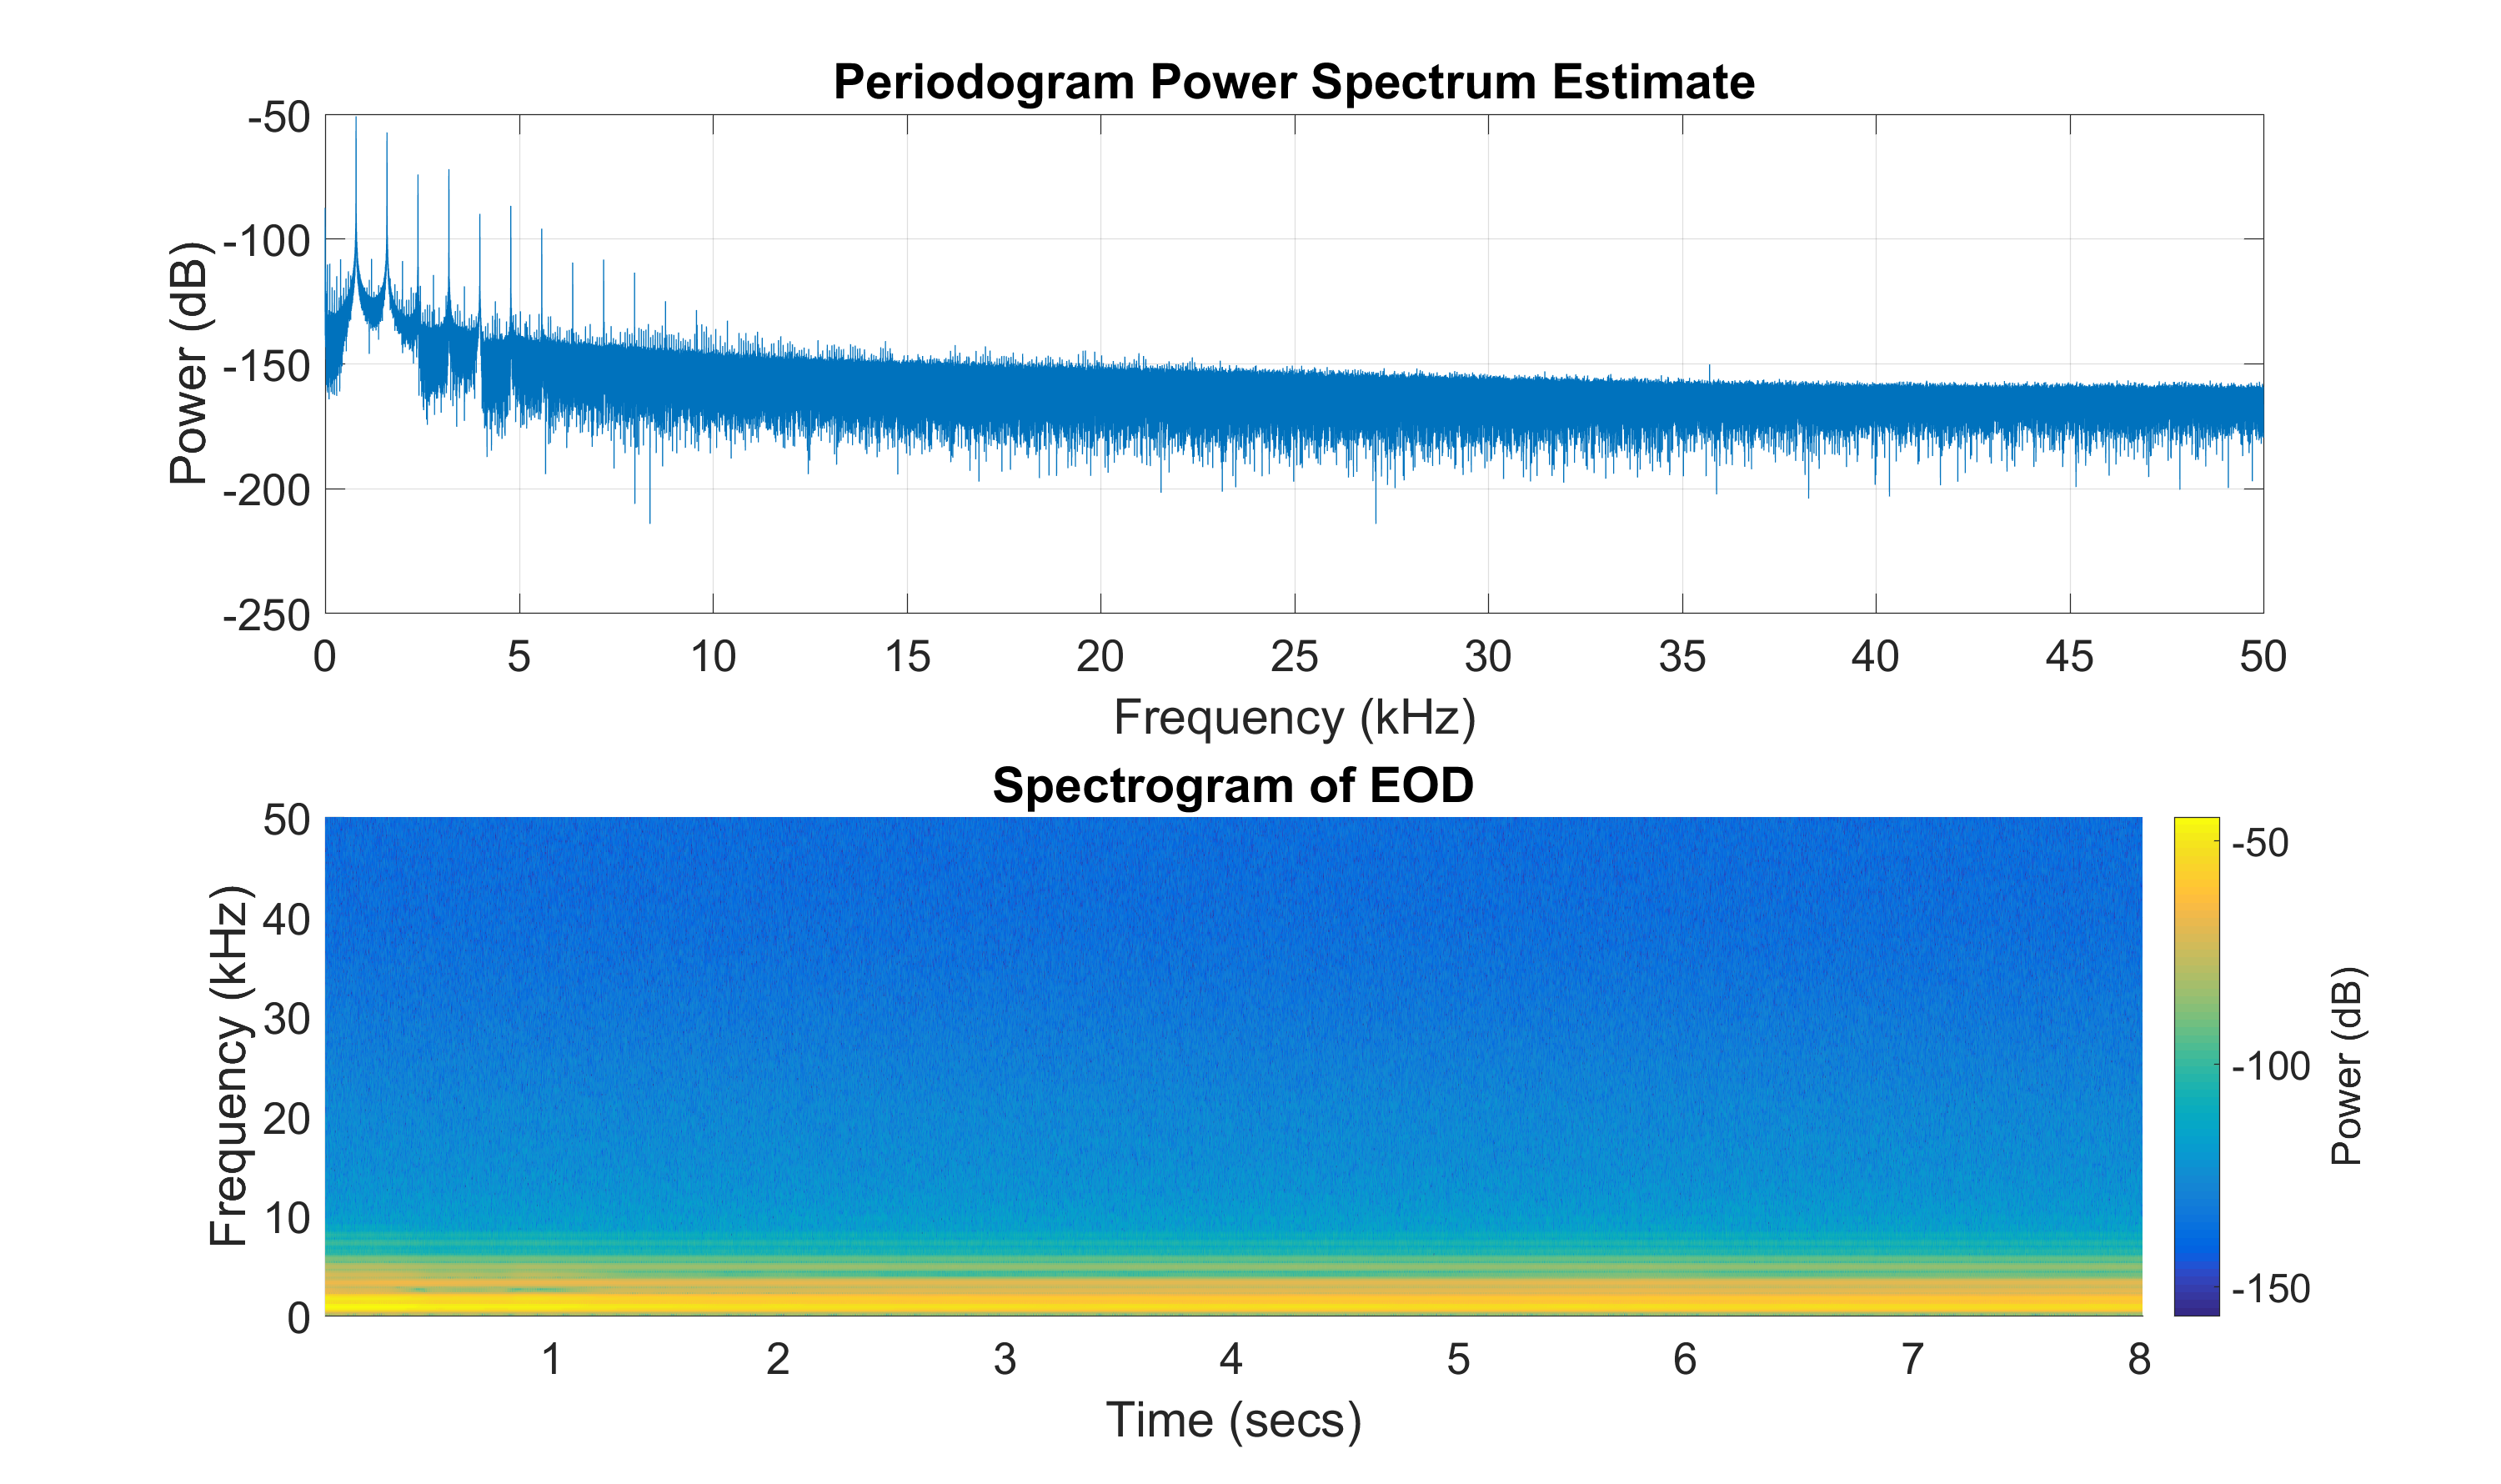 Periodogram Power Spectrum Estimate
-50
-100
-150
-200
-250
Power (dB)
0 5 10 15 20 25 30 35 40 45 50
Frequency (kHz)
Spectrogram of EOD
50
40
30
20
10
0
Frequency (kHz)
1 2 3 4 5 6 7 8
Time (secs)
-50
-100
-150
Power (dB)